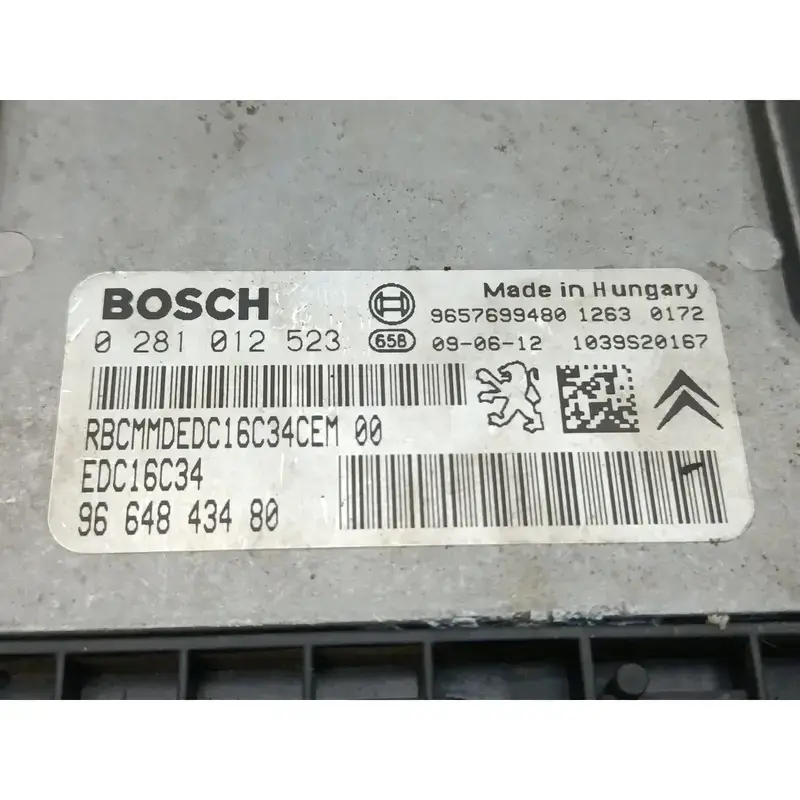 BOSCH
Made in Hungary
9657699480 1263 0172
0 281 012 523
658
09-06-12 1039S20167
RBCMMDEDC16C34CEM 00
EDC16C34
96 648 434 80